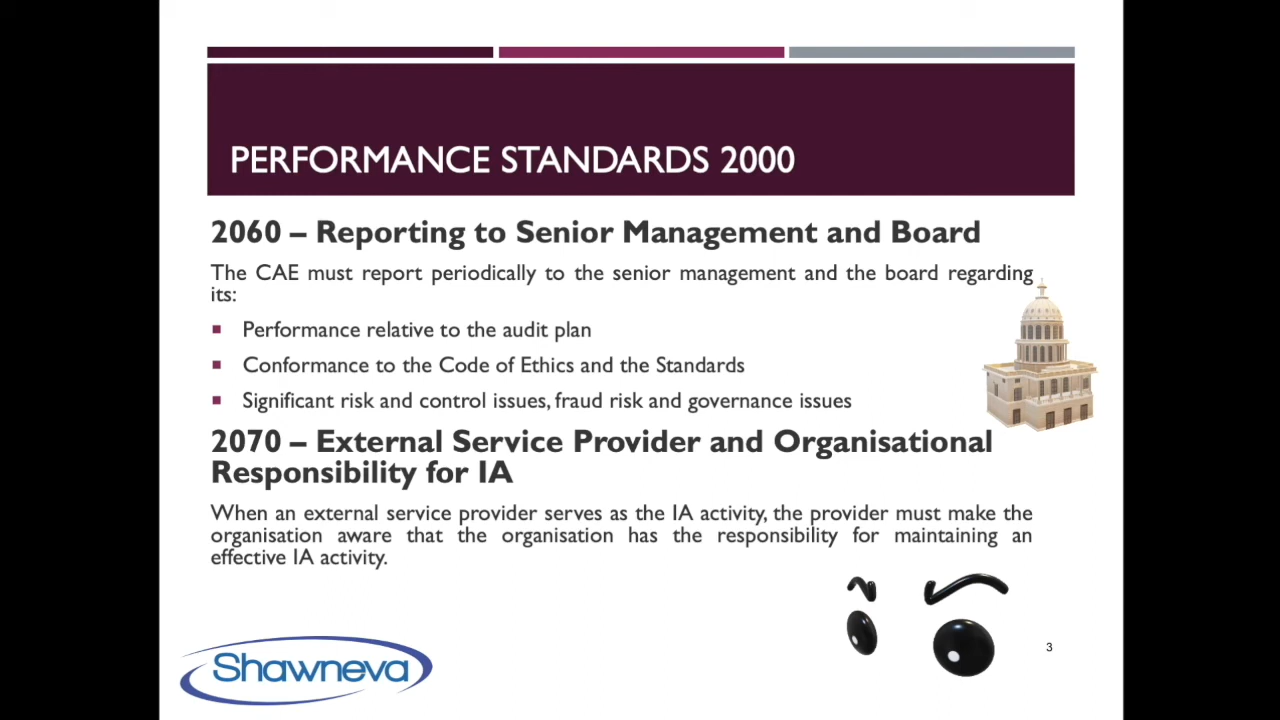 PERFORMANCE STANDARDS 2000
2060 – Reporting to Senior Management and Board
The CAE must report periodically to the senior management and the board regarding
its:
Performance relative to the audit plan
Conformance to the Code of Ethics and the Standards
Significant risk and control issues, fraud risk and governance issues
2070 – External Service Provider and Organisational
Responsibility for IA
When an external service provider serves as the IA activity, the provider must make the
organisation aware that the organisation has the responsibility for maintaining an
effective IA activity.
3
Shawneva